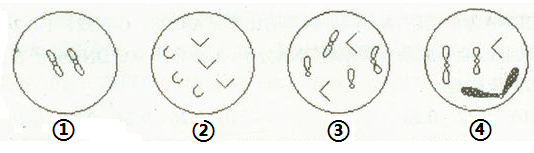 ① ② ③ ④